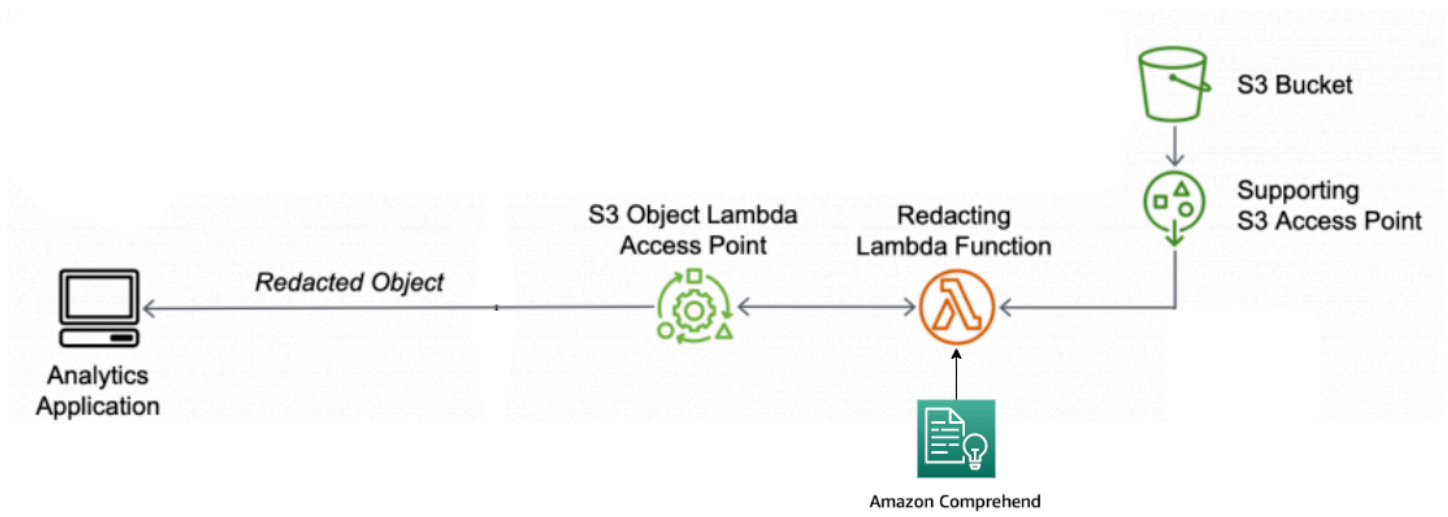 S3 Bucket
Supporting
S3 Access Point
S3 Object Lambda
Access Point
Redacting
Lambda Function
Redacted Object
Analytics
Application
Amazon Comprehend